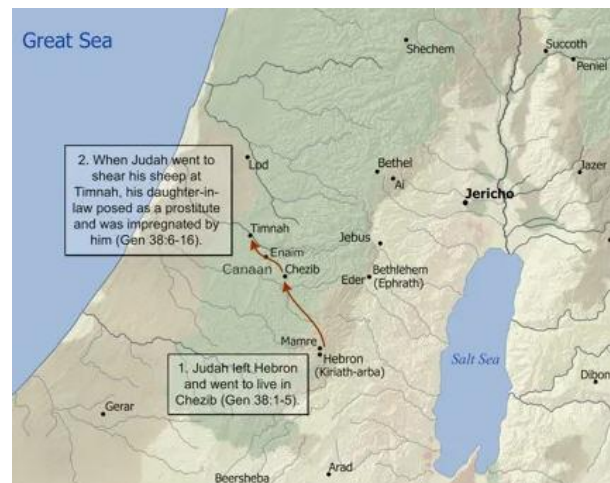 Great Sea
Shechem
Succoth
Peniel
2. When Judah went to
shear his sheep at
Timnah, his daughter-in-
law posed as a prostitute
and was impregnated by
him (Gen 38:6-16).
Lod
Bethel
Ai
Jazer
Jericho
Timnah
Jebus
Enaim
Canaan
Chezib
Eder
Bethlehem
(Ephrath)
Mamre
Hebron
(Kiriath-arba)
Salt Sea
1. Judah left Hebron
and went to live in
Chezib (Gen 38:1-5).
Dibon
Gerar
Arad
Beersheba